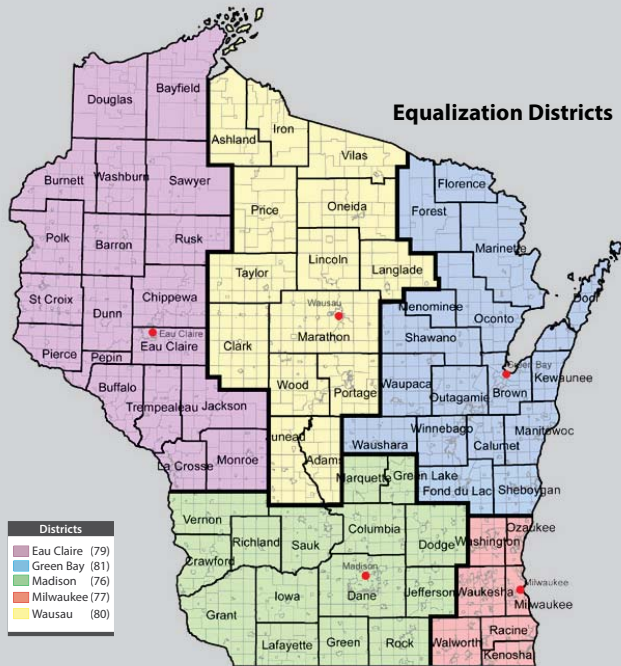 Equalization Districts
Bayfield
Douglas
Iron
Ashland
Vilas
Florence
Burnett
Washburn
Sawyer
Price
Oneida
Forest
Polk
Barron
Rusk
Marinette
Lincoln
Taylor
Langlade
St Croix
Dunn
Chippewa
Wausau
Menominee
Oconto
Door
Eau Claire
Eau Claire
Clark
Marathon
Shawano
Pierce
Pepin
Green Bay
Buffalo
Wood
Portage
Waupaca
Outagamie
Brown
Kewaunee
Trempealeau
Jackson
Juneau
Adams
Waushara
Winnebago
Calumet
Manitowoc
La Crosse
Monroe
Marquette
Green Lake
Fond du Lac
Sheboygan
Vernon
Richland
Sauk
Columbia
Dodge
Washington
Ozaukee
Crawford
Madison
Dane
Iowa
Jefferson
Waukesha
Milwaukee
Milwaukee
Grant
Lafayette
Green
Rock
Walworth
Racine
Kenosha
Districts
Eau Claire (79)
Green Bay (81)
Madison (76)
Milwaukee (77)
Wausau (80)